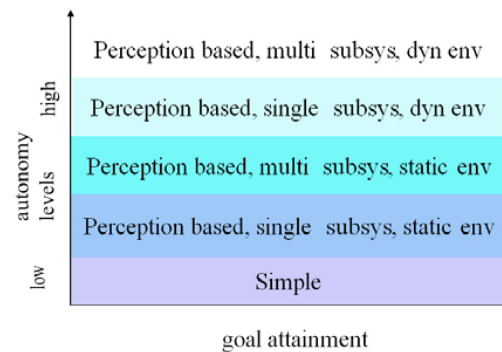 Perception based, multi subsys, dyn env
Perception based, single subsys, dyn env
Perception based, multi subsys, static env
Perception based, single subsys, static env
Simple
high
autonomy
levels
low
goal attainment